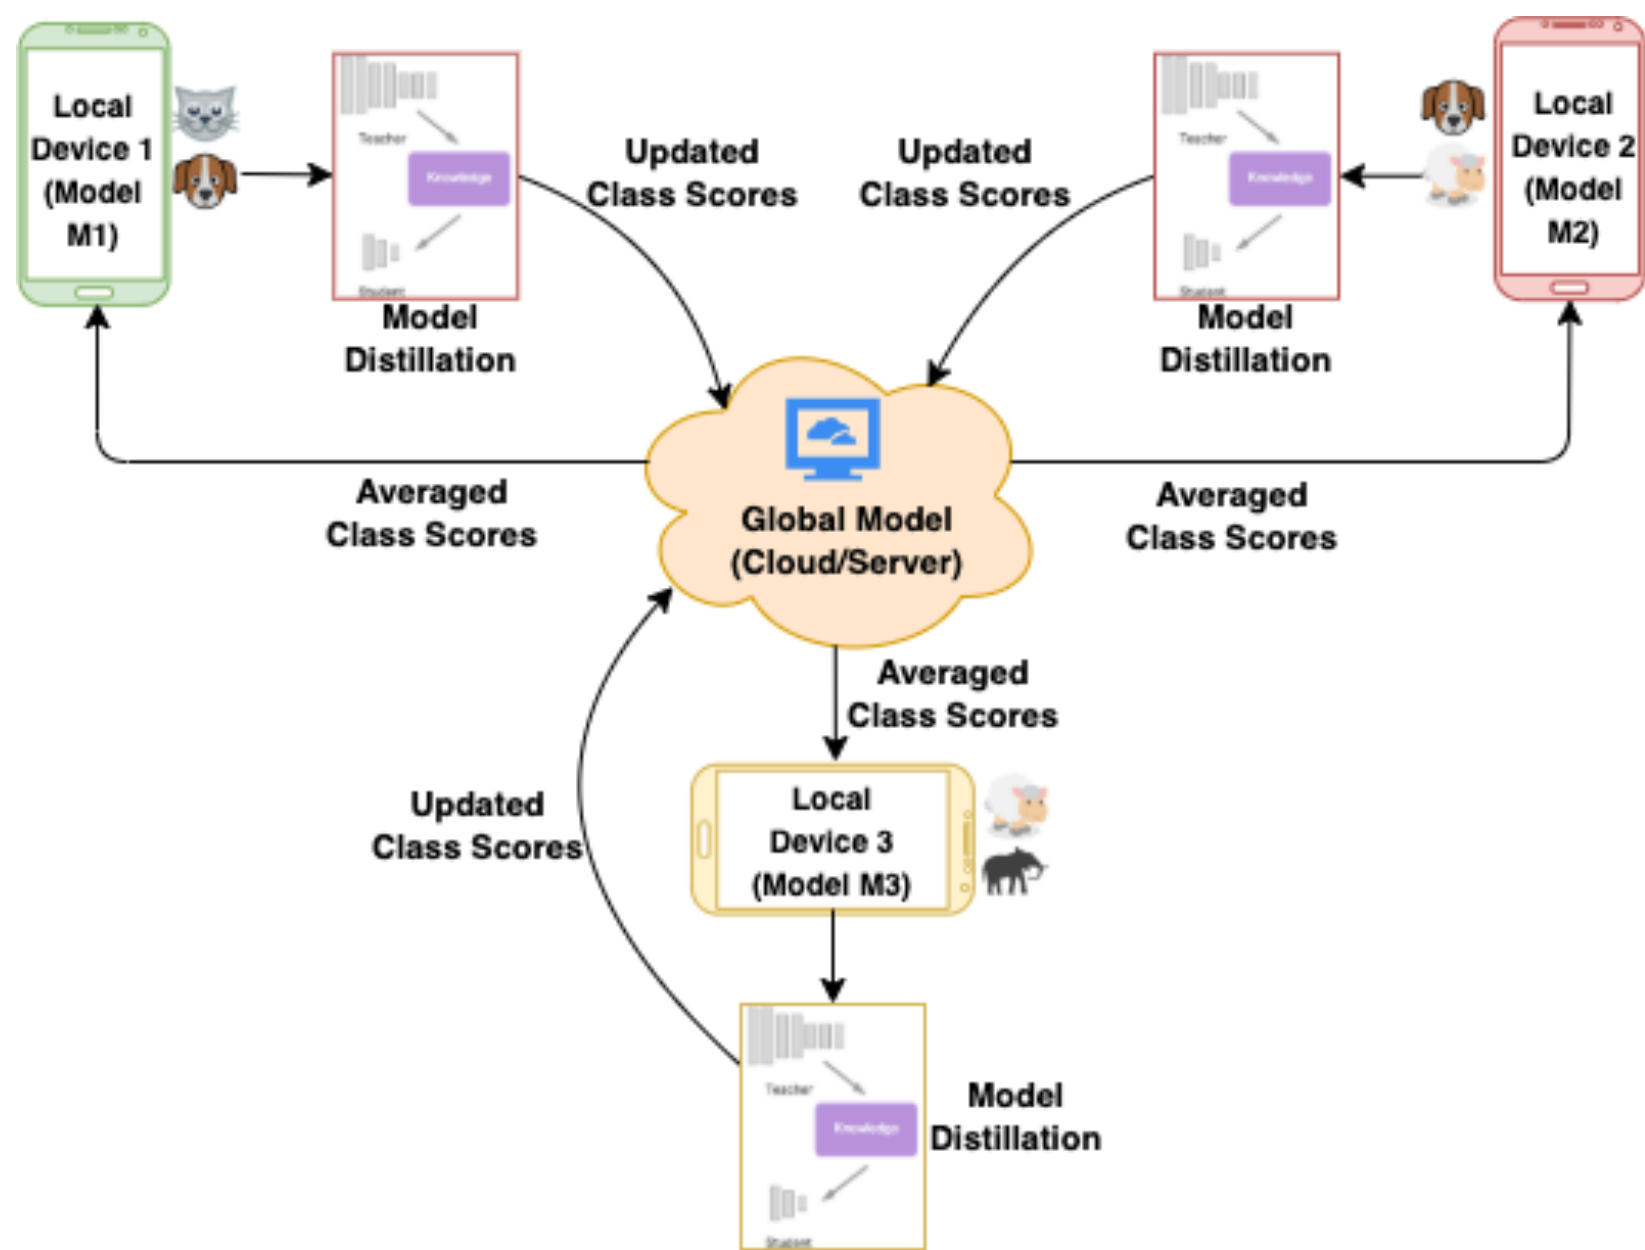 Local
Device 1
(Model
M1)
Teacher
Knowledge
Student
Model
Distillation
Updated
Class Scores
Updated
Class Scores
Teacher
Knowledge
Student
Model
Distillation
Local
Device 2
(Model
M2)
Averaged
Class Scores
Global Model
(Cloud/Server)
Averaged
Class Scores
Averaged
Class Scores
Updated
Class Scores
Local
Device 3
(Model M3)
Teacher
Knowledge
Student
Model
Distillation